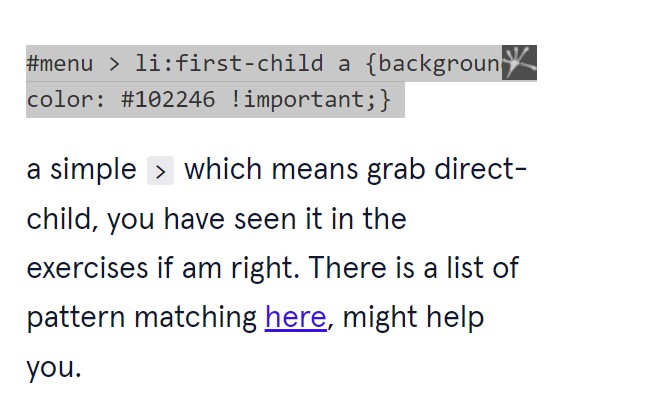 #menu > li:first-child a {backgroun
color: #102246 !important;}
a simple > which means grab direct-
child, you have seen it in the
exercises if am right. There is a list of
pattern matching here, might help
you.